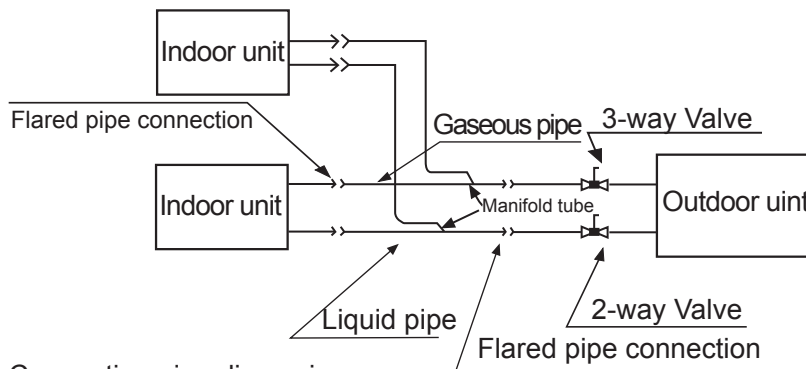 Indoor unit
Flared pipe connection
Gaseous pipe
3-way Valve
Indoor unit
Manifold tube
Outdoor uint
Liquid pipe
2-way Valve
Flared pipe connection